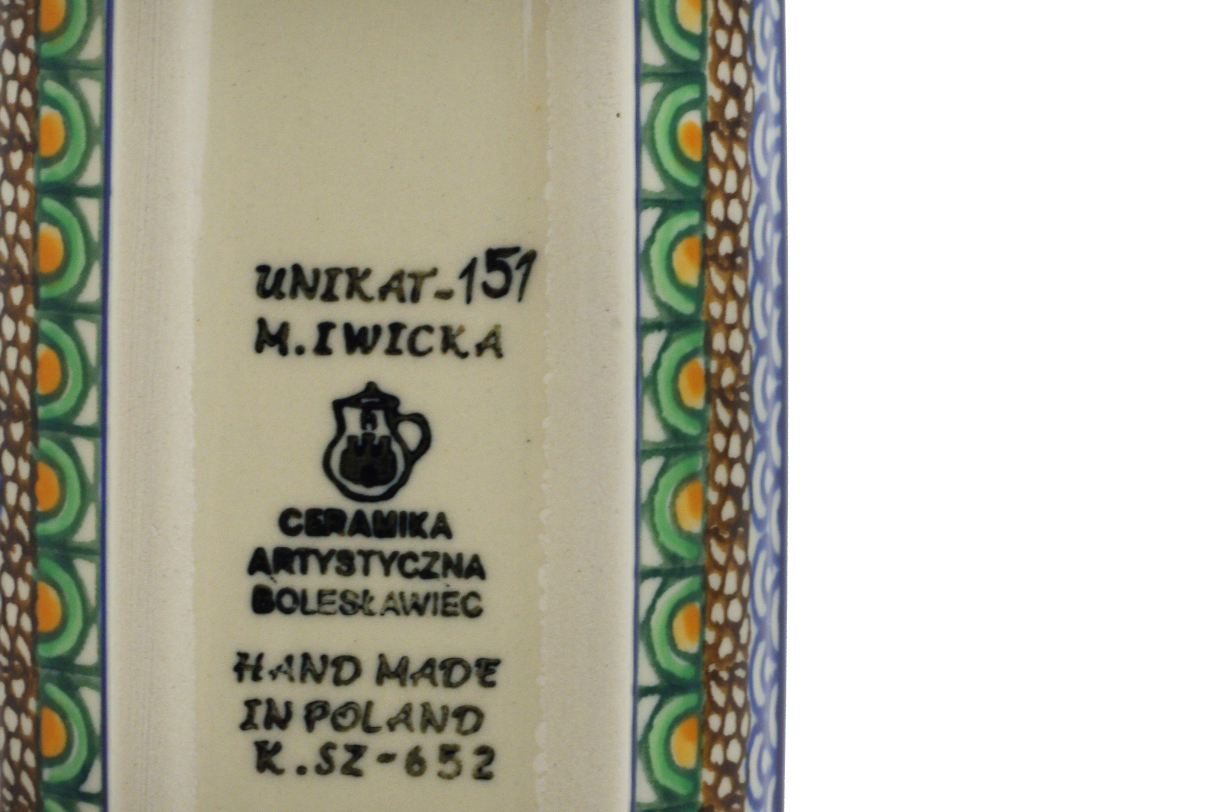 UNIKAT-151
M.IWICKA
CERAMIKA
ARTYSTYCZNA
BOLESŁAWIEC
HAND MADE
IN POLAND
K.SZ-652